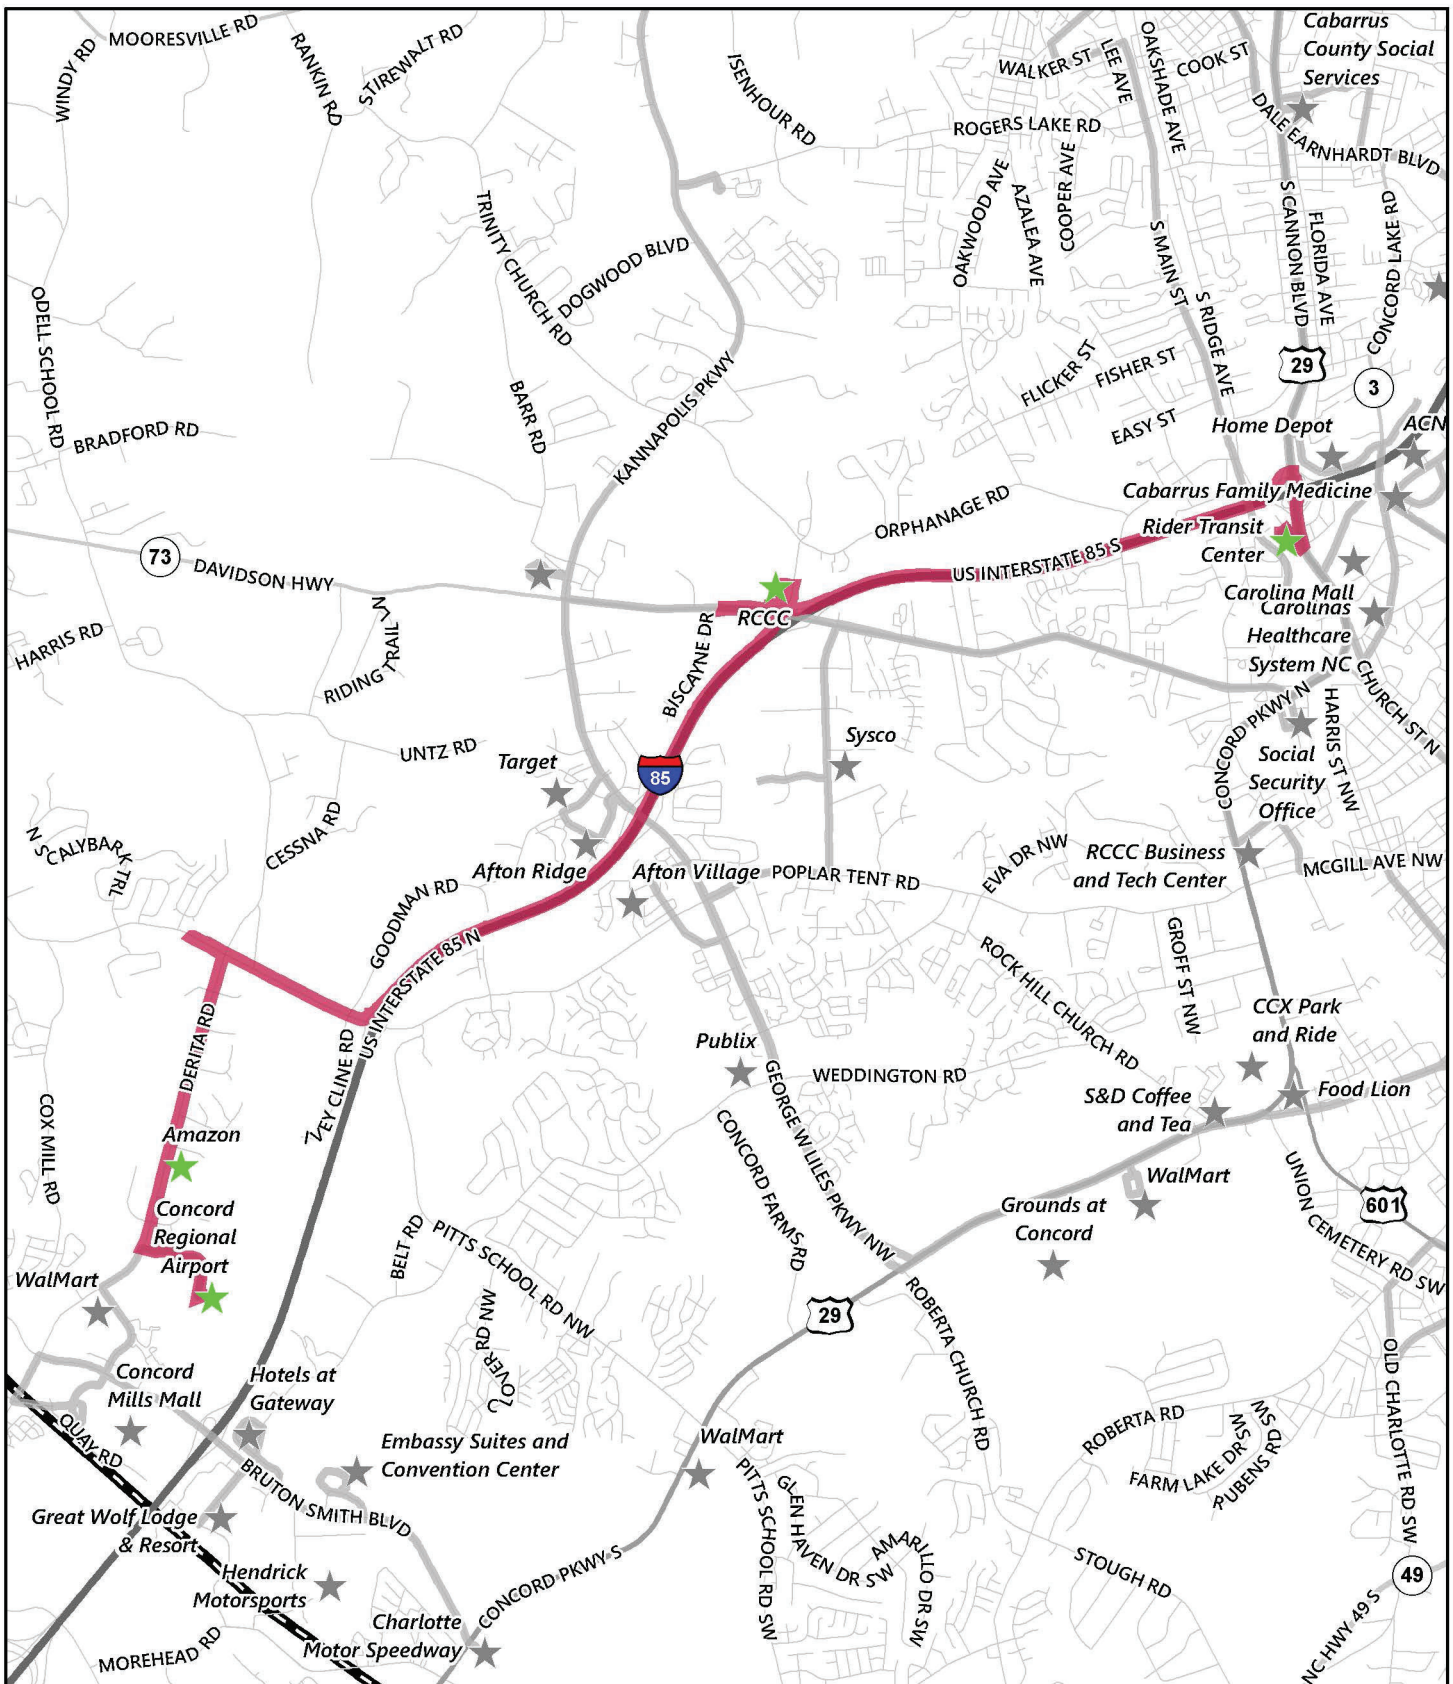 MOORESVILLE RD
WINDY RD
RANKIN RD
STIREWALT RD
ISENHOUR RD
WALKER ST
LEE AVE
OAKSHADE AVE
COOK ST
Cabarrus
County Social
Services
DALE EARNHARDT BLVD
ROGERS LAKE RD
OAKWOOD AVE
AZALEA AVE
COOPER AVE
S MAIN ST
S RIDGE AVE
S CANNON BLVD
FLORIDA AVE
CONCORD LAKE RD
TRINITY CHURCH RD
DOGWOOD BLVD
ODELL SCHOOL RD
BRADFORD RD
BARR RD
KANNAPOLIS PKWY
FLICKER ST
FISHER ST
EASY ST
29
3
Home Depot
ACN
Cabarrus Family Medicine
ORPHANAGE RD
Rider Transit
Center
US INTERSTATE 85 S
73
DAVIDSON HWY
N TRAIL
RIDING TRAIL
HARRIS RD
RCCC
BISCAYNE DR
Carolina Mall
Carolinas
Healthcare
System NC
CHURCH ST N
CONCORD PKWY N
HARRIS ST NW
Social
Security
Office
UNTZ RD
Target
85
Sysco
CESSNA RD
N S
CALYBARK TRL
Afton Ridge
Afton Village
POPLAR TENT RD
EVA DR NW
RCCC Business
and Tech Center
MCGILL AVE NW
GOODMAN RD
US INTERSTATE 85 N
ROCK HILL CHURCH RD
GROFF ST NW
CCX Park
and Ride
DERITA RD
IVEY CLINE RD
Publix
WEDDINGTON RD
S&D Coffee
and Tea
Food Lion
COX MILL RD
Amazon
GEORGE W LILES PKWY NW
CONCORD FARMS RD
WalMart
Grounds at
Concord
UNION CEMETERY RD SW
601
Concord
Regional
Airport
BELT RD
PITTS SCHOOL RD NW
WalMart
29
ROBERTA CHURCH RD
CLOVER RD NW
OLD CHARLOTTE RD SW
Concord
Mills Mall
Hotels at
Gateway
QUAY RD
Embassy Suites and
Convention Center
BRUTON SMITH BLVD
WalMart
ROBERTA RD
FARM LAKE DR SW
PUBENS RD SW
PITTS SCHOOL RD SW
GLEN HAVEN DR SW
AMARILLO DR SW
Great Wolf Lodge
& Resort
Hendrick
Motorsports
CONCORD PKWY S
STOUGH RD
49
NC HWY 49 S
Charlotte
Motor Speedway
MOREHEAD RD